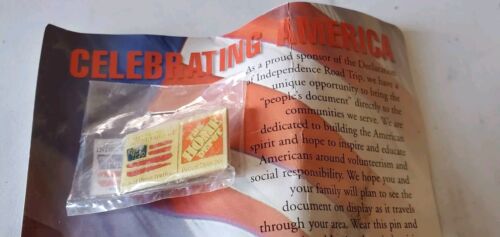 CELEBRATING AMERICA
As a proud sponsor of the Declaration
of Independence Road Trip, we have a
unique opportunity to bring the
"people's document" directly to the
communities we serve. We are
dedicated to building the American
spirit and hope to inspire and educate
Americans around volunteerism and
social responsibility. We hope you and
your family will plan to see the
document on display as it travels
through your area. Wear this pin and
THE
HOME
DEPOT